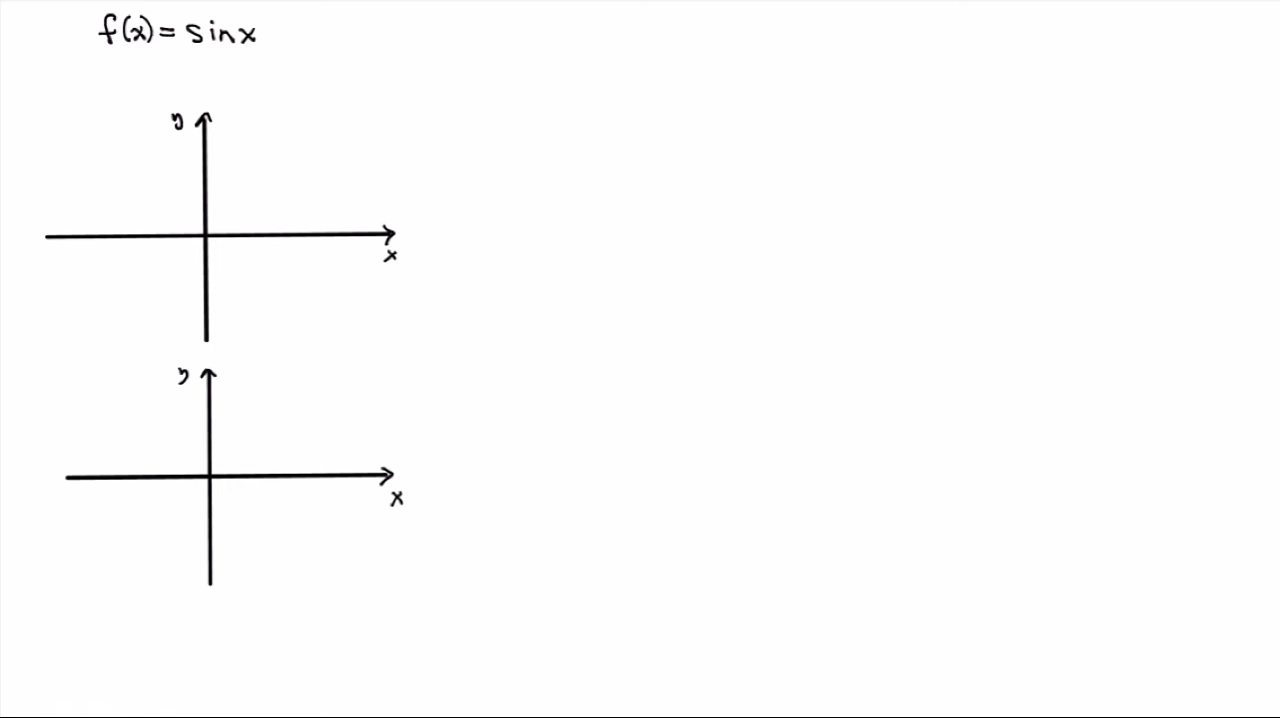 f(x) = sinx
y
x
y
x